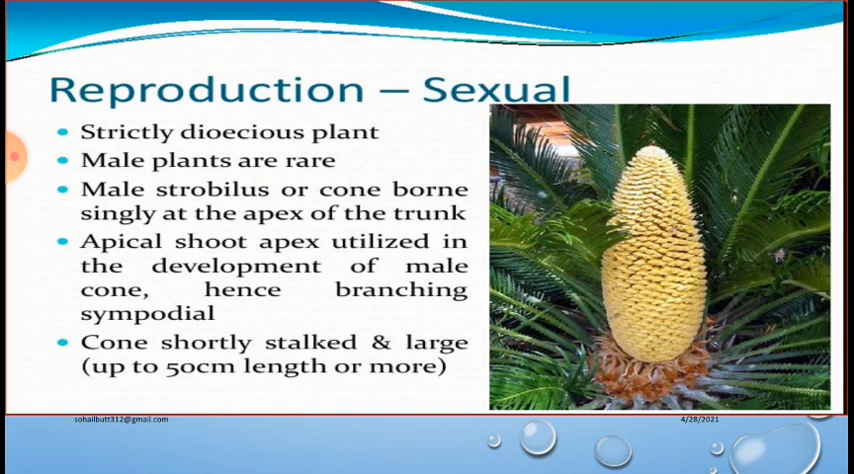 Reproduction – Sexual
• Strictly dioecious plant
• Male plants are rare
• Male strobilus or cone borne
singly at the apex of the trunk
• Apical shoot apex utilized in
the development of male
cone, hence branching
sympodial
• Cone shortly stalked & large
(up to 50cm length or more)
sohailbutt312@gmail.com
4/28/2021